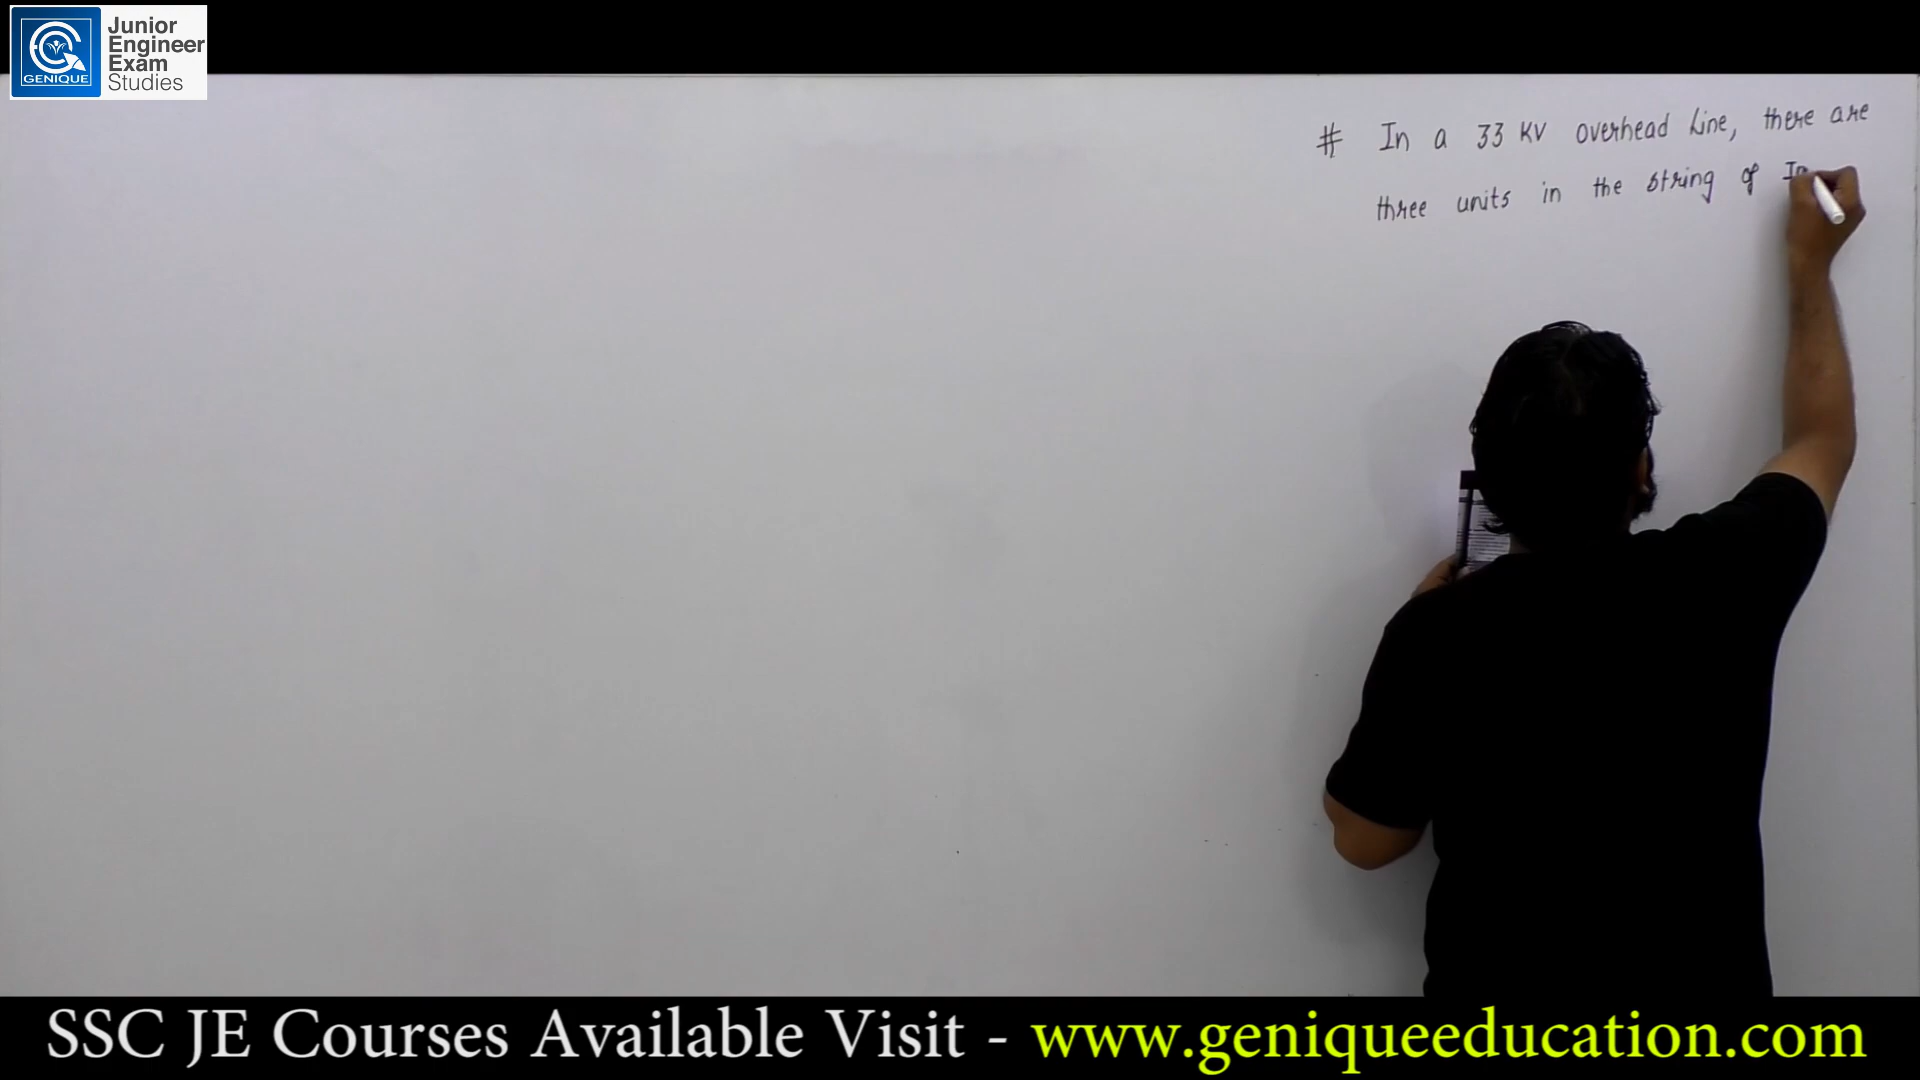 Junior
Engineer
Exam
Studies
GENIQUE
# In a 33 KV overhead Line, there are
three units in the string of
SSC JE Courses Available Visit - www.geniqueeducation.com